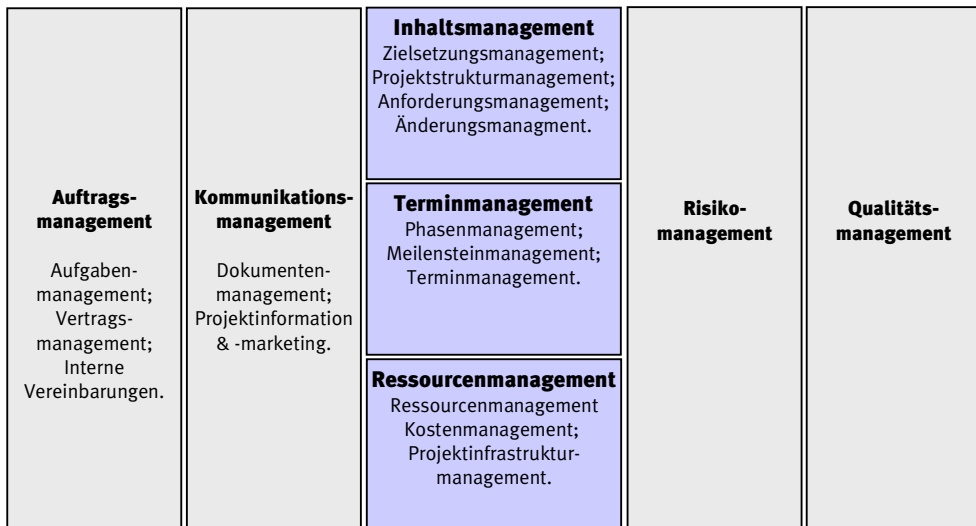 Auftrags-
management
Aufgaben-
management;
Vertrags-
management;
Interne
Vereinbarungen.
Kommunikations-
management
Dokumenten-
management;
Projektinformation
& -marketing.
Inhaltsmanagement
Zielsetzungsmanagement;
Projektstrukturmanagement;
Anforderungsmanagement;
Änderungsmanagment.
Terminmanagement
Phasenmanagement;
Meilensteinmanagement;
Terminmanagement.
Ressourcenmanagement
Ressourcenmanagement
Kostenmanagement;
Projektinfrastruktur-
management.
Risiko-
management
Qualitäts-
management